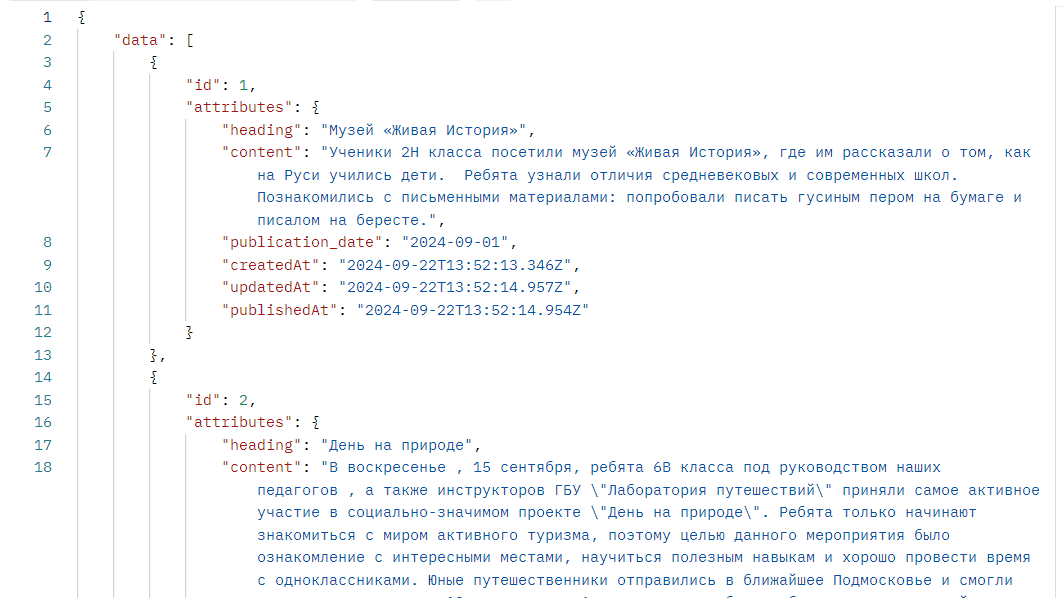 1 {
2 "data": [
3 {
4 "id": 1,
5 "attributes": {
6 "heading": "Музей «Живая История»",
7 "content": "Ученики 2Н класса посетили музей «Живая История», где им рассказали о том, как
на Руси учились дети.  Ребята узнали отличия средневековых и современных школ.
Познакомились с письменными материалами: попробовали писать гусиным пером на бумаге и
писалом на бересте.",
8 "publication_date": "2024-09-01",
9 "createdAt": "2024-09-22T13:52:13.346Z",
10 "updatedAt": "2024-09-22T13:52:14.957Z",
11 "publishedAt": "2024-09-22T13:52:14.954Z"
12 }
13 },
14 {
15 "id": 2,
16 "attributes": {
17 "heading": "День на природе",
18 "content": "В воскресенье , 15 сентября, ребята 6В класса под руководством наших
педагогов , а также инструкторов ГБУ \"Лаборатория путешествий\" приняли самое активное
участие в социально-значимом проекте \"День на природе\". Ребята только начинают
знакомиться с миром активного туризма, поэтому целью данного мероприятия было
ознакомление с интересными местами, научиться полезным навыкам и хорошо провести время
с одноклассниками. Юные путешественники отправились в ближайшее Подмосковье и смогли